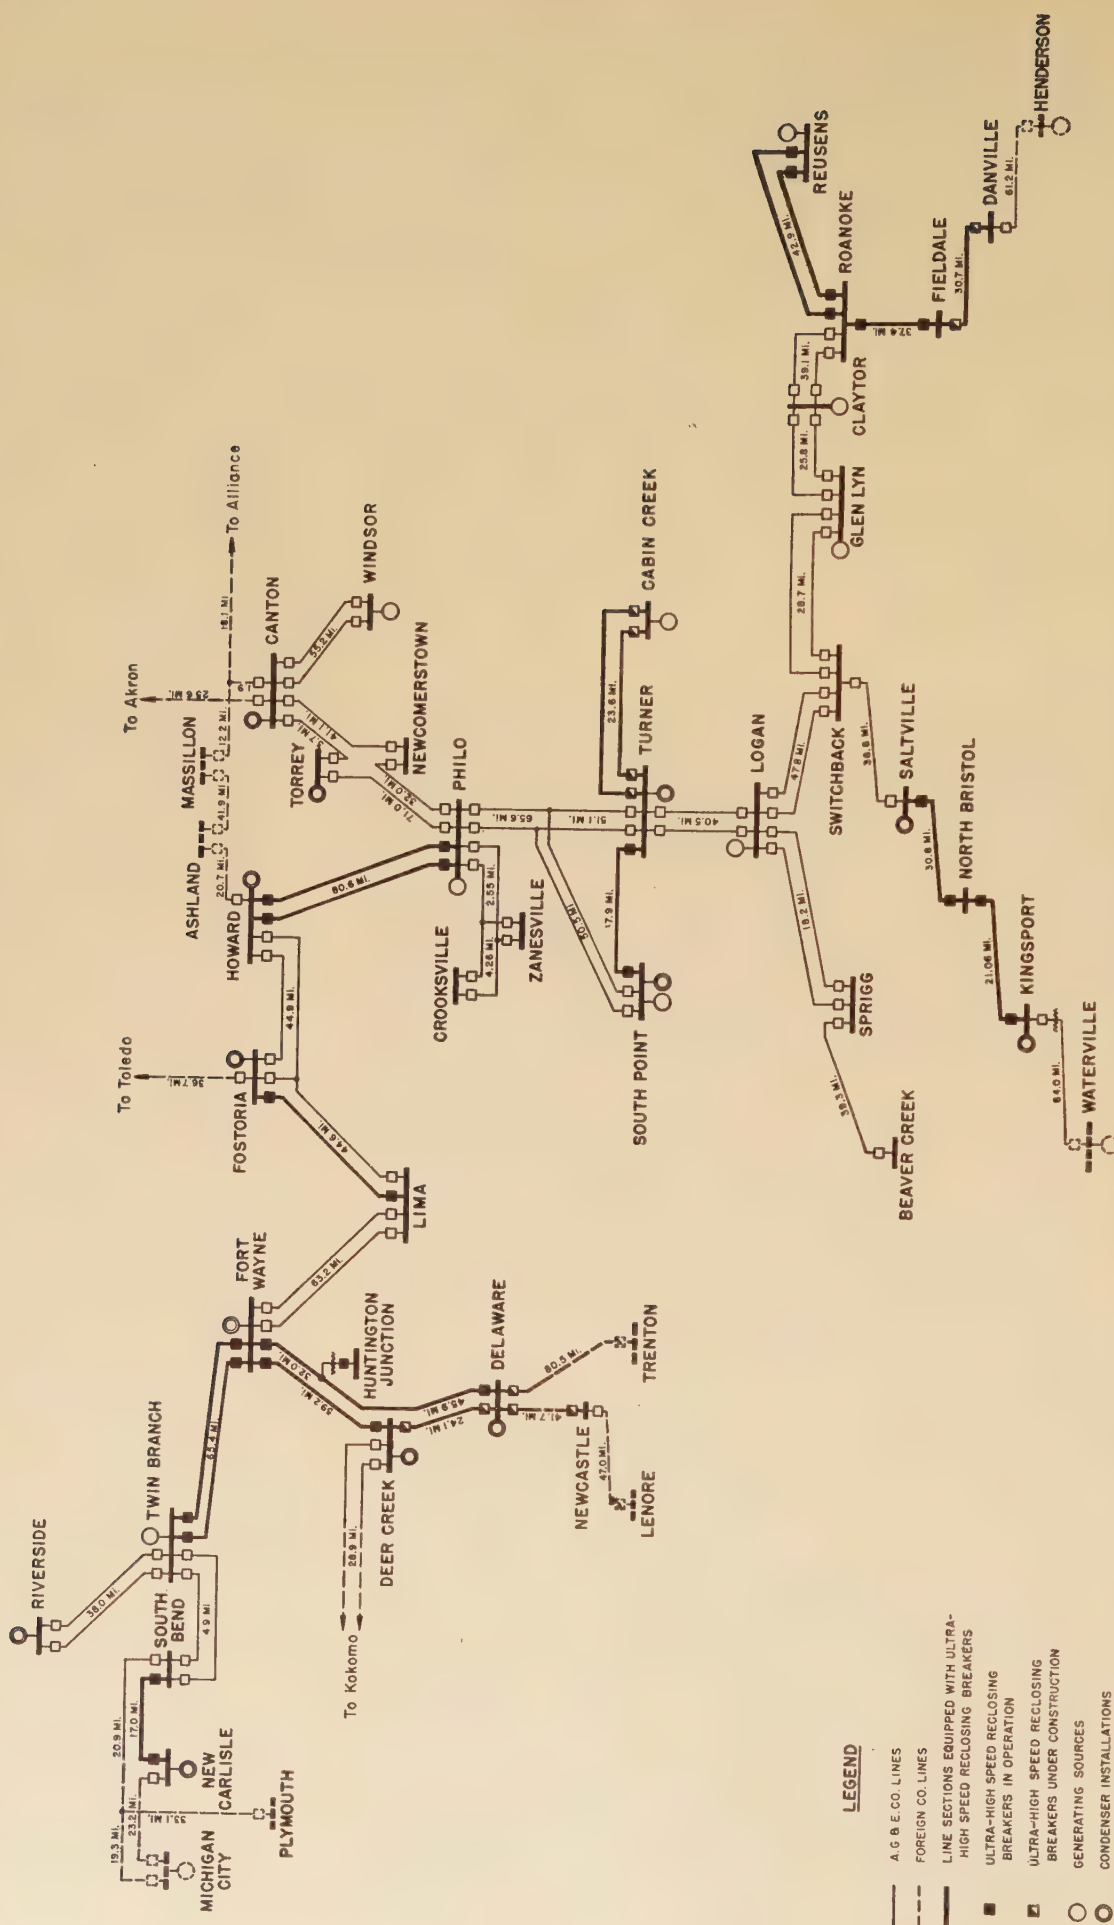 RIVERSIDE
38.0 MI.
TWIN BRANCH
SOUTH
BEND
4.9 MI
20.9 MI.
17.0 MI.
NEW
CARLISLE
19.3 MI.
23.2 MI.
33.1 MI.
MICHIGAN
CITY
PLYMOUTH
65.4 MI.
FORT
WAYNE
63.2 MI.
32.0 MI.
59.2 MI.
HUNTINGTON
JUNCTION
DEER CREEK
28.9 MI.
To Kokomo
45.9 MI.
24.1 MI.
DELAWARE
80.5 MI.
TRENTON
41.7 MI.
NEWCASTLE
47.0 MI.
LENORE
LIMA
44.6 MI.
FOSTORIA
To Toledo
36.7 MI.
44.9 MI.
HOWARD
ASHLAND
20.7 MI.
41.9 MI.
MASSILLON
12.2 MI.
To Akron
25.6 MI.
1.9
18.1 MI.
To Alliance
CANTON
55.2 MI.
WINDSOR
41.1 MI.
TORREY
NEWCOMERSTOWN
32.0 MI.
71.0 MI.
PHILO
80.6 MI.
2.55 MI.
4.26 MI.
CROOKSVILLE
ZANESVILLE
65.6 MI.
51.1 MI.
SOUTH POINT
17.9 MI.
TURNER
23.6 MI.
CABIN CREEK
40.5 MI.
LOGAN
18.2 MI.
SPRIGG
BEAVER CREEK
47.8 MI.
SWITCHBACK
28.7 MI.
GLEN LYN
25.8 MI.
CLAYTOR
39.1 MI.
ROANOKE
42.9 MI.
REUSENS
37.4 MI.
FIELDALE
30.7 MI.
DANVILLE
61.2 MI.
HENDERSON
SALTVILLE
30.8 MI.
NORTH BRISTOL
21.06 MI.
KINGSPORT
64.0 MI.
WATERVILLE
LEGEND
A.G & E.CO. LINES
FOREIGN CO. LINES
LINE SECTIONS EQUIPPED WITH ULTRA-
HIGH SPEED RECLOSING BREAKERS
ULTRA-HIGH SPEED RECLOSING
BREAKERS IN OPERATION
ULTRA-HIGH SPEED RECLOSING
BREAKERS UNDER CONSTRUCTION
GENERATING SOURCES
CONDENSER INSTALLATIONS